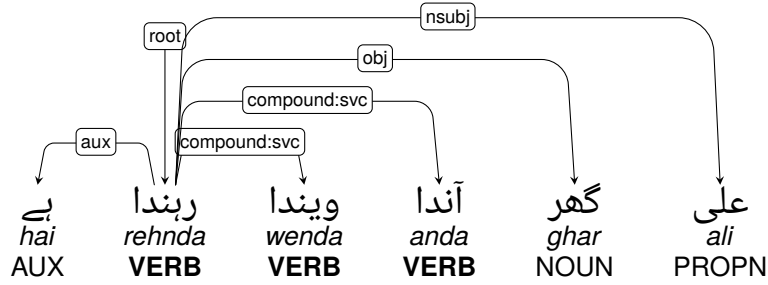 nsubj
root
obj
compound:svc
aux compound:svc
علی گھر آندا ویندا رہندا ہے
hai rehnda wenda anda ghar ali
AUX VERB VERB VERB NOUN PROPN